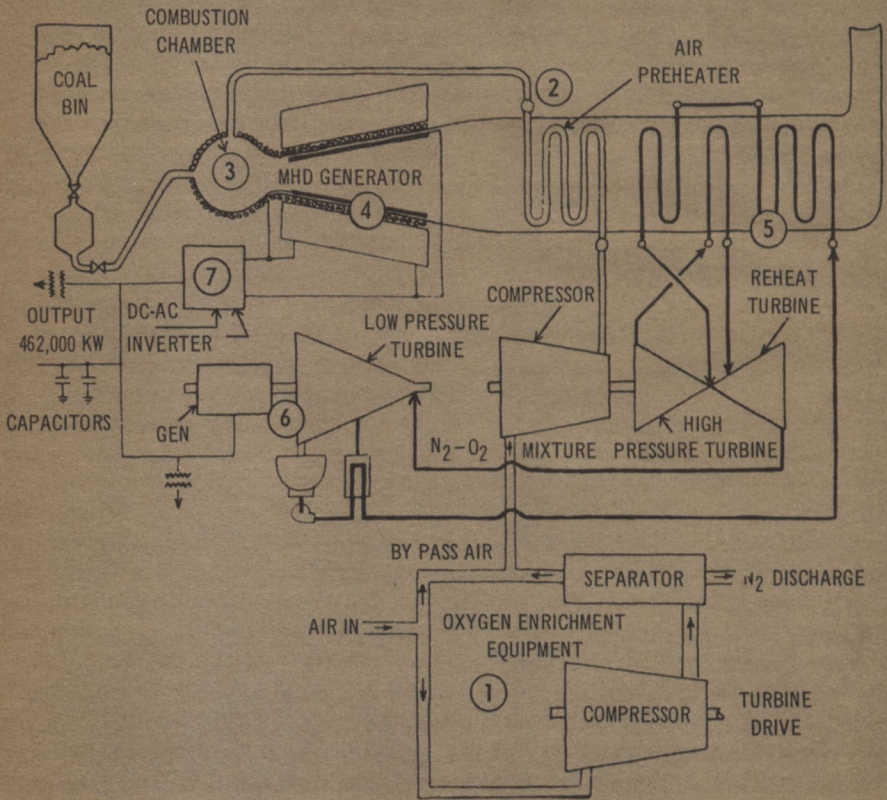 COMBUSTION
CHAMBER
COAL
BIN
AIR
PREHEATER
2
3
MHD GENERATOR
4
5
7
OUTPUT
462,000 KW
DC-AC
INVERTER
CAPACITORS
GEN
LOW PRESSURE
TURBINE
6
COMPRESSOR
REHEAT
TURBINE
HIGH
PRESSURE TURBINE
N2-O2 MIXTURE
BY PASS AIR
SEPARATOR
N2 DISCHARGE
AIR IN
OXYGEN ENRICHMENT
EQUIPMENT
1
COMPRESSOR
TURBINE
DRIVE